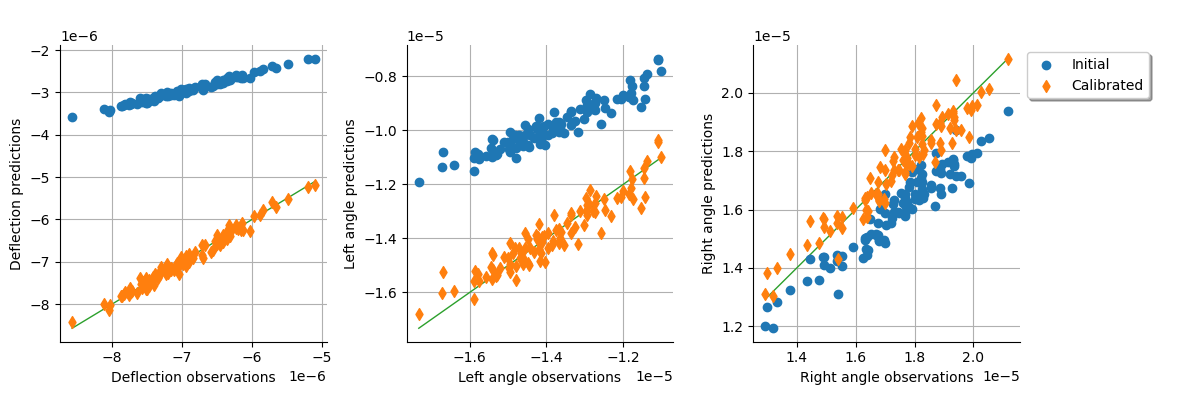 1e−6
−2
−3
−4
−5
−6
−7
−8
Deflection predictions
−8 −7 −6 −5
Deflection observations 1e−6
1e−5
−0.8
−1.0
−1.2
−1.4
−1.6
Left angle predictions
−1.6 −1.4 −1.2
Left angle observations 1e−5
1e−5
2.0
1.8
1.6
1.4
1.2
Right angle predictions
1.4 1.6 1.8 2.0
Right angle observations 1e−5
Initial
Calibrated